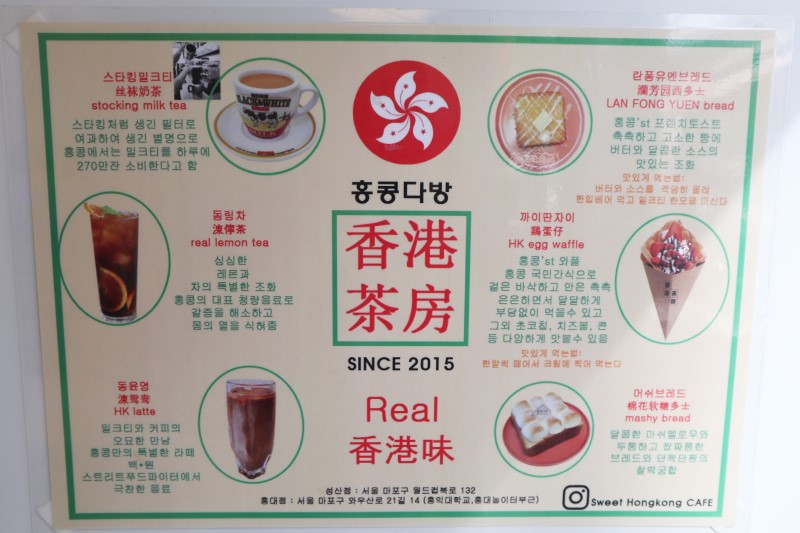 스타킹밀크티
丝袜奶茶
stocking milk tea
스타킹처럼 생긴 필터로
여과하여 생긴 별명으로
홍콩에서는 밀크티를 하루에
270만잔 소비한다고 함
BLACK&WHITE
동링차
涷檸茶
real lemon tea
싱싱한
레몬과
차의 특별한 조화
홍콩의 대표 청량음료로
갈증을 해소하고
몸의 열을 식혀줌
동윤영
涷鸳鸯
HK latte
밀크티와 커피의
오묘한 만남
홍콩만의 특별한 라떼
백*원
스트리트푸드파이터에서
극찬한 음료
홍콩다방
香港
茶房
SINCE 2015
Real
香港味
란퐁유엔브레드
瀾芳园西多士
LAN FONG YUEN bread
홍콩'st 프렌치토스트
촉촉하고 고소한 빵에
버터와 달콤한 소스의
맛있는 조화
맛있게 먹는법:
버터와 소스를 적당히 올려
한입베어 먹고 밀크티 한모금 마신다
까이딴자이
鷄蛋仔
HK egg waffle
홍콩'st 와플
홍콩 국민간식으로
겉은 바삭하고 안은 촉촉
은은하면서 달달하게
부담없이 먹을수 있고
그외 초코칩, 치즈볼, 콘
등 다양하게 맛볼수 있음
맛있게 먹는법:
한알씩 떼어서 크림에 찍어 먹는다
머쉬브레드
棉花软糖多士
mashy bread
달콤한 마쉬멜로우와
두툼하고 짭짜름한
브레드와 단짝단짝의
찰떡궁합
성산점 : 서울 마포구 월드컵북로 132
홍대점 : 서울 마포구 와우산로 21길 14 (홍익대학교,홍대놀이터부근)
Sweet Hongkong CAFE